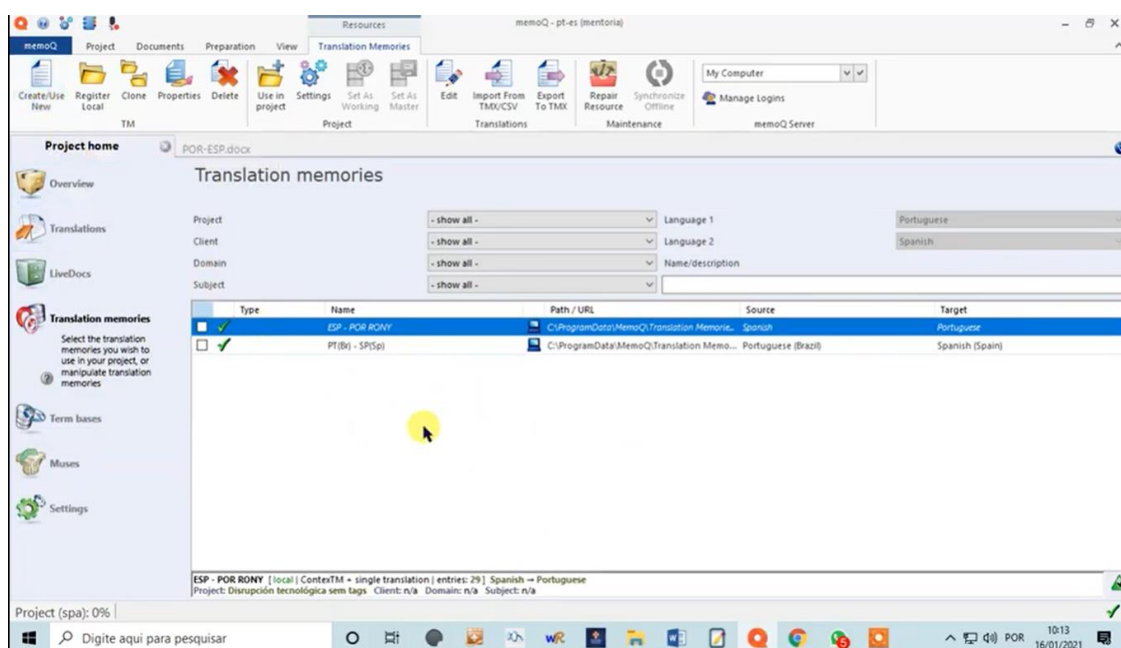 Resources
memoQ - pt-es (mentoria)
memoQ Project Documents Preparation View Translation Memories
Create/Use New
Register Local
Clone
Properties
Delete
Use in project
Settings
Set As Working
Set As Master
Edit
Import From TMX/CSV
Export To TMX
Repair Resource
Synchronize Offline
My Computer
Manage Logins
TM Project Translations Maintenance memoQ Server
Project home
POR-ESP.docx
Overview
Translations
LiveDocs
Translation memories
Select the translation
memories you wish to
use in your project, or
manipulate translation
memories
Term bases
Muses
Settings
Translation memories
Project - show all - Language 1 Portuguese
Client - show all - Language 2 Spanish
Domain - show all - Name/description
Subject - show all -
Type Name Path / URL Source Target
ESP - POR RONY C:\ProgramData\MemoQ\Translation Memorie... Spanish Portuguese
PT(Br) - SP(Sp) C:\ProgramData\MemoQ\Translation Memo... Portuguese (Brazil) Spanish (Spain)
ESP - POR RONY [ local | ContexTM + single translation | entries: 29 ] Spanish → Portuguese
Project: Disrupción tecnológica sem tags Client: n/a Domain: n/a Subject: n/a
Project (spa): 0%
Digite aqui para pesquisar
wR
5
POR
10:13
16/01/2021